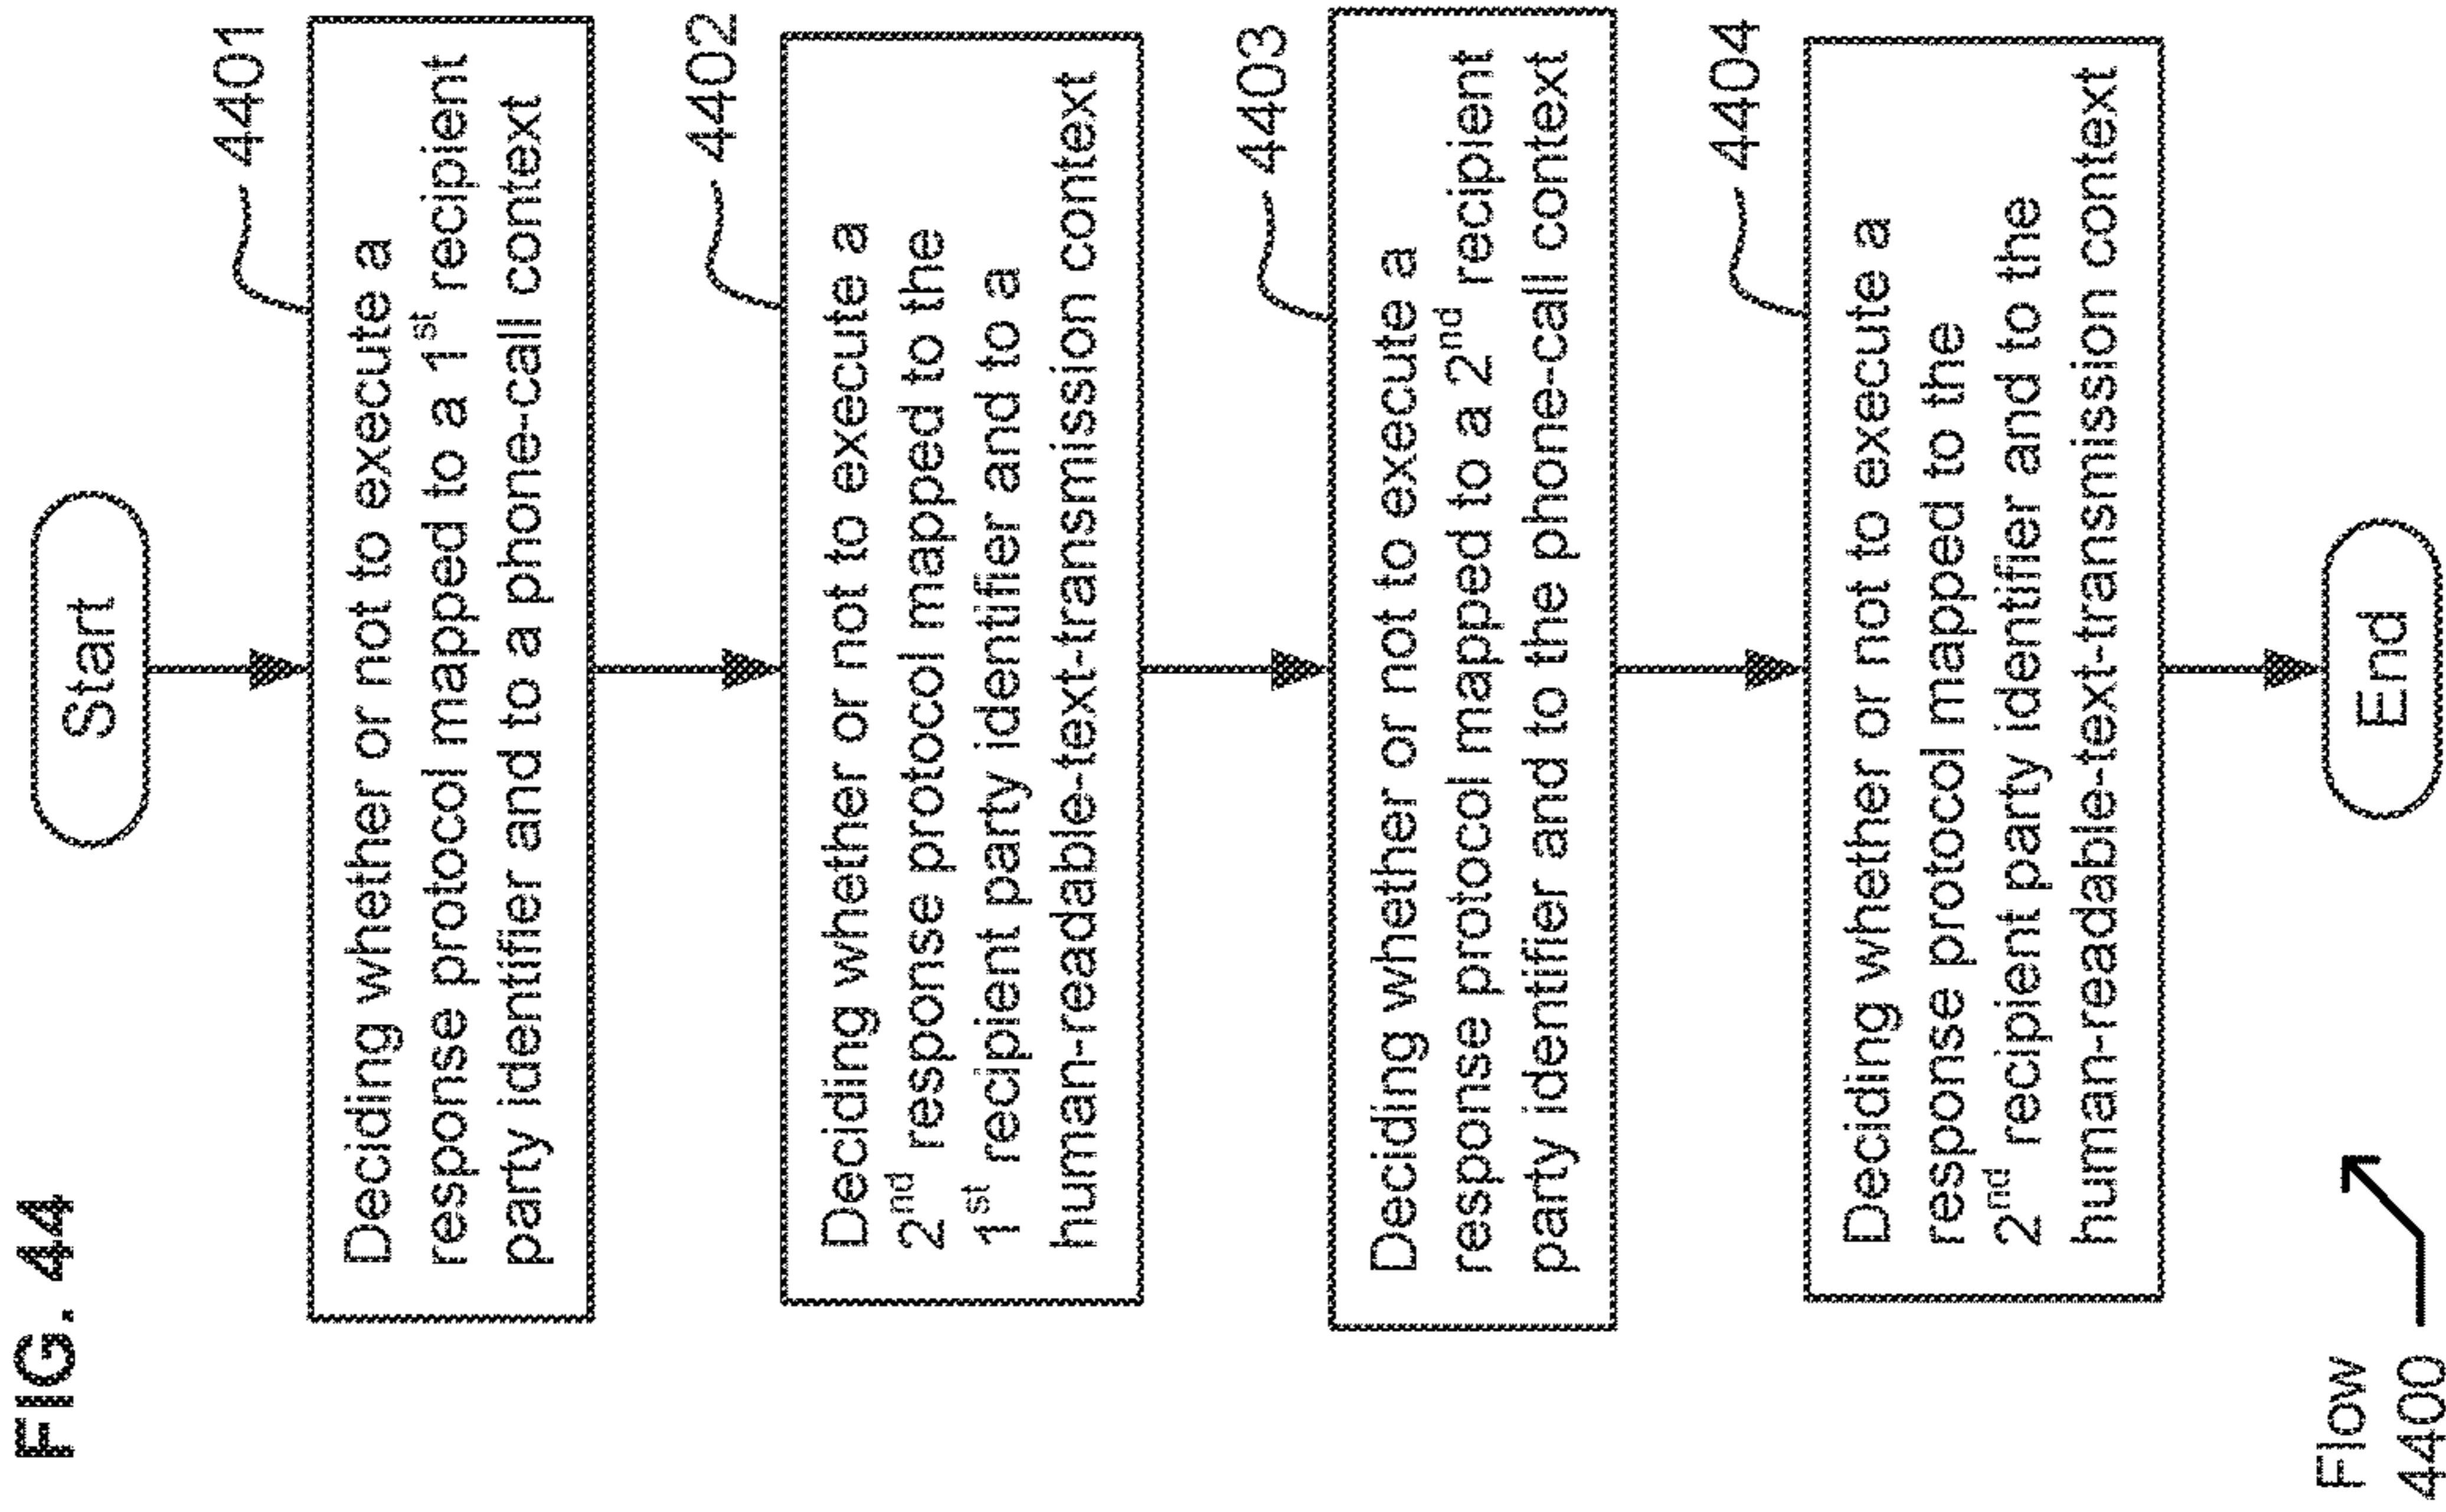 FIG. 44
Start
4401
Deciding whether or not to execute a
response protocol mapped to a 1st recipient
party identifier and to a phone-call context
4402
Deciding whether or not to execute a
2nd response protocol mapped to the
1st recipient party identifier and to a
human-readable-text-transmission context
4403
Deciding whether or not to execute a
response protocol mapped to a 2nd recipient
party identifier and to the phone-call context
4404
Deciding whether or not to execute a
response protocol mapped to the
2nd recipient party identifier and to the
human-readable-text-transmission context
End
Flow
4400